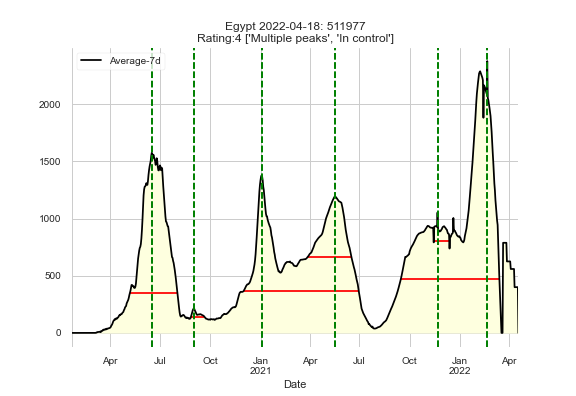 Egypt 2022-04-18: 511977
Rating:4 ['Multiple peaks', 'In control']
Average-7d
2000
1500
1000
500
0
Apr Jul Oct Jan Apr Jul Oct Jan Apr
2021 2022
Date